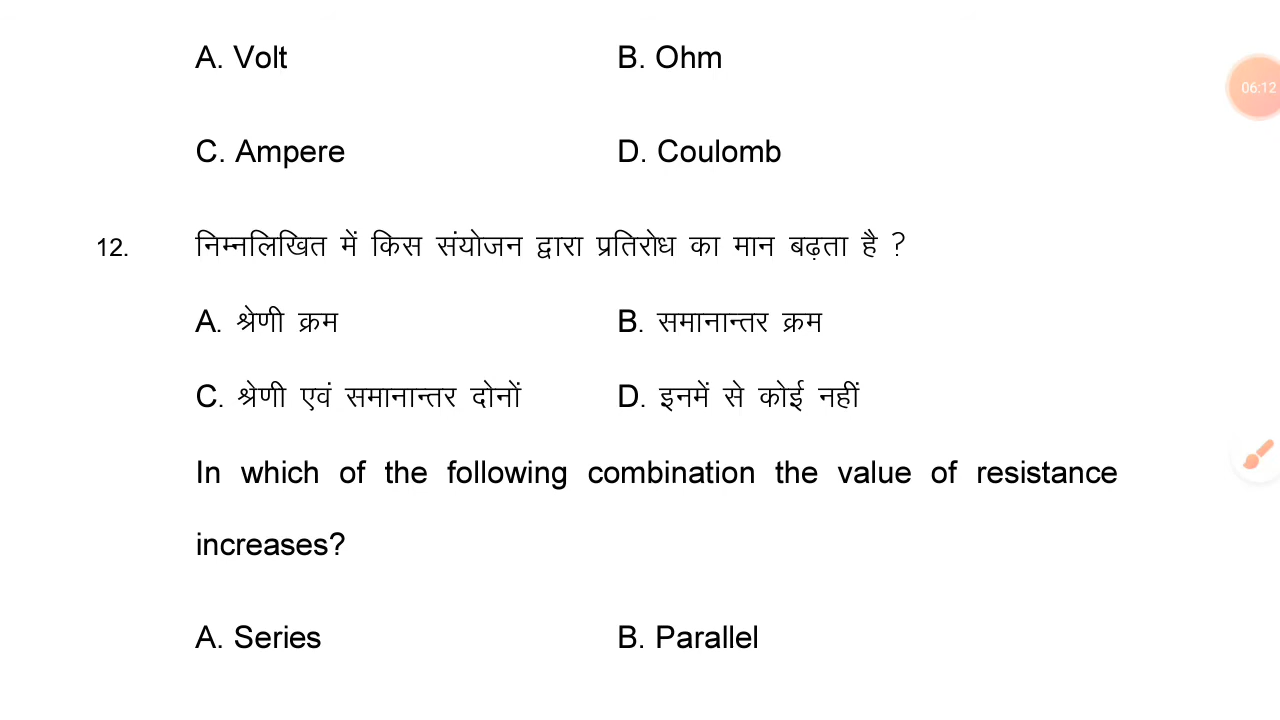 A. Volt B. Ohm
06:12
C. Ampere D. Coulomb
12. निम्नलिखित में किस संयोजन द्वारा प्रतिरोध का मान बढ़ता है ?
A. श्रेणी क्रम B. समानान्तर क्रम
C. श्रेणी एवं समानान्तर दोनों D. इनमें से कोई नहीं
In which of the following combination the value of resistance
increases?
A. Series B. Parallel